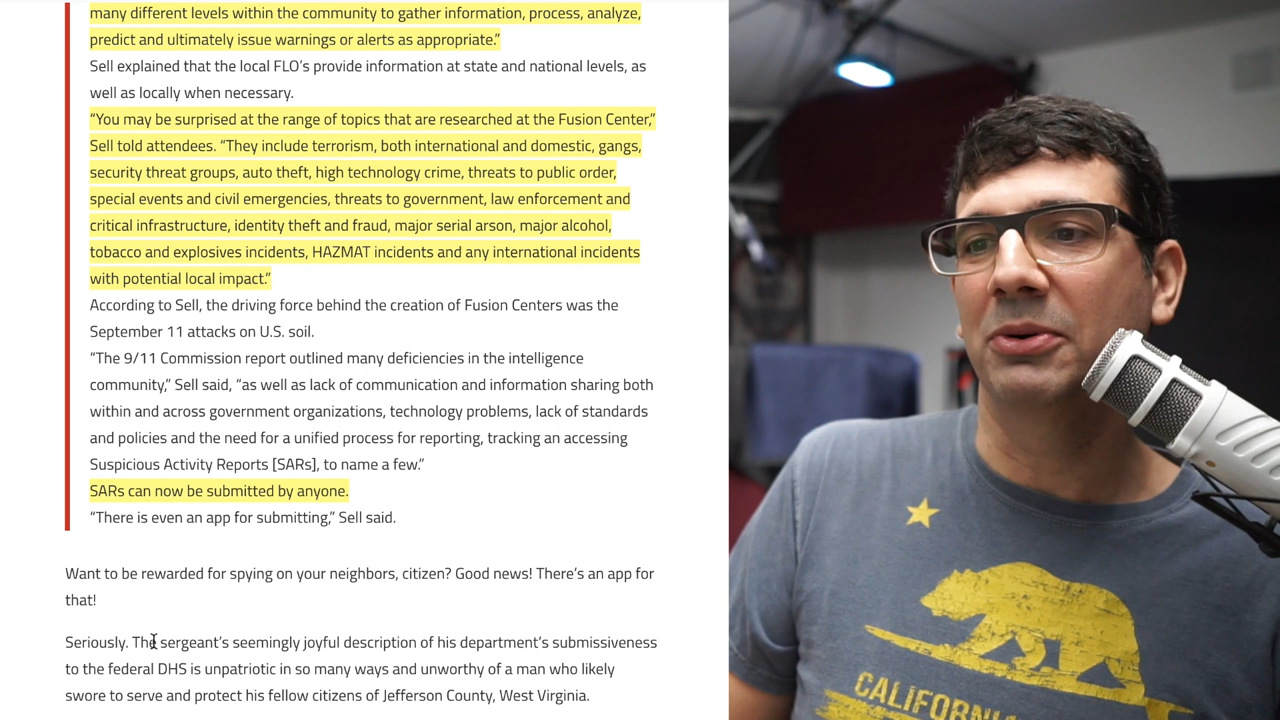 many different levels within the community to gather information, process, analyze,
predict and ultimately issue warnings or alerts as appropriate.”
Sell explained that the local FLO’s provide information at state and national levels, as
well as locally when necessary.
“You may be surprised at the range of topics that are researched at the Fusion Center,”
Sell told attendees. “They include terrorism, both international and domestic, gangs,
security threat groups, auto theft, high technology crime, threats to public order,
special events and civil emergencies, threats to government, law enforcement and
critical infrastructure, identity theft and fraud, major serial arson, major alcohol,
tobacco and explosives incidents, HAZMAT incidents and any international incidents
with potential local impact.”
According to Sell, the driving force behind the creation of Fusion Centers was the
September 11 attacks on U.S. soil.
“The 9/11 Commission report outlined many deficiencies in the intelligence
community,” Sell said, “as well as lack of communication and information sharing both
within and across government organizations, technology problems, lack of standards
and policies and the need for a unified process for reporting, tracking an accessing
Suspicious Activity Reports [SARs], to name a few.”
SARs can now be submitted by anyone.
“There is even an app for submitting,” Sell said.
Want to be rewarded for spying on your neighbors, citizen? Good news! There’s an app for
that!
Seriously. The sergeant’s seemingly joyful description of his department’s submissiveness
to the federal DHS is unpatriotic in so many ways and unworthy of a man who likely
swore to serve and protect his fellow citizens of Jefferson County, West Virginia.
CALIFORNIA